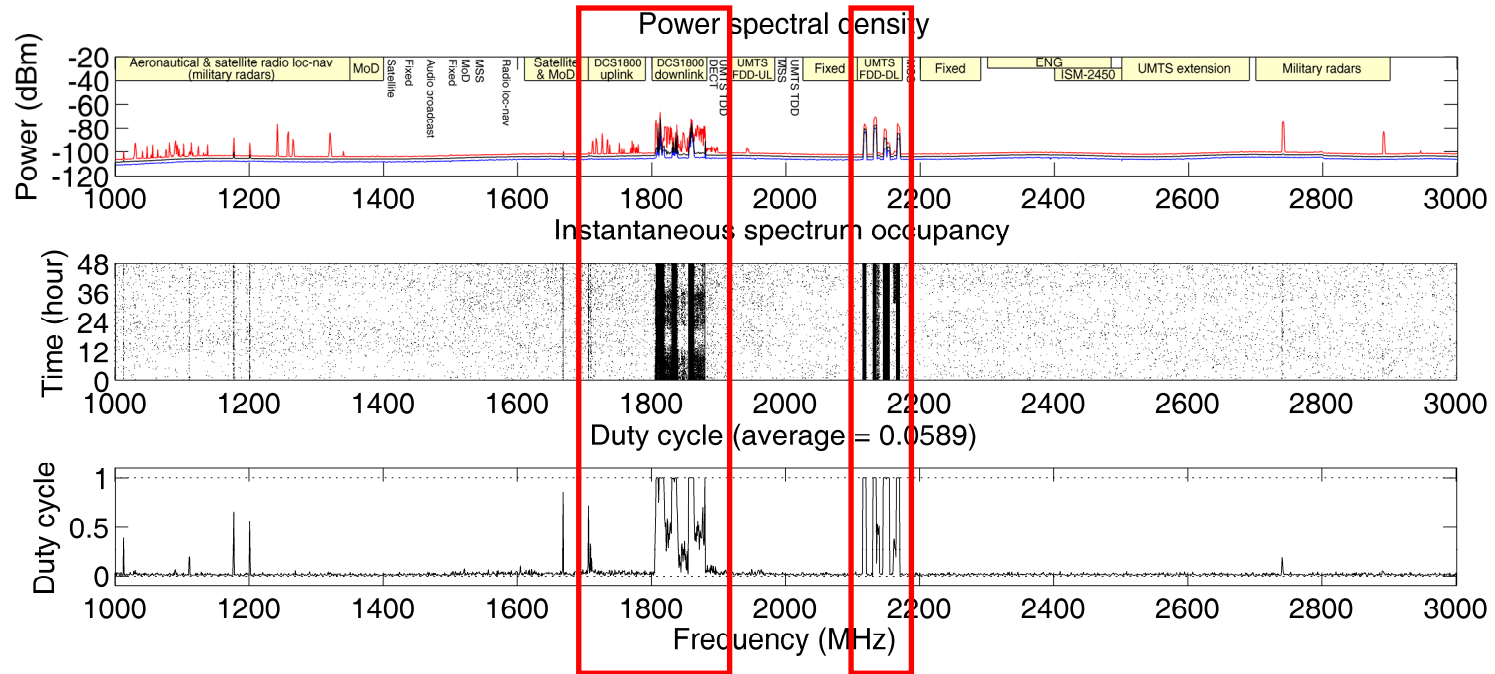 Power spectral density
Power (dBm)
-20
-40
-60
-80
-100
-120
Aeronautical & satellite radio loc-nav
(military radars)
MoD
Satellite
Fixed
Audio broadcast
Fixed
MoD
MSS
Radio loc-nav
Satellite
& MoD
DCS1800
uplink
DCS1800
downlink
DECT
UMTS TDD
UMTS
FDD-UL
MSS
UMTS TDD
Fixed
UMTS
FDD-DL
Fixed
ENG
ISM-2450
UMTS extension
Military radars
1000 1200 1400 1600 1800 2000 2200 2400 2600 2800 3000
Instantaneous spectrum occupancy
Time (hour)
48
36
24
12
0
1000 1200 1400 1600 1800 2000 2200 2400 2600 2800 3000
Duty cycle (average = 0.0589)
Duty cycle
1
0.5
0
1000 1200 1400 1600 1800 2000 2200 2400 2600 2800 3000
Frequency (MHz)